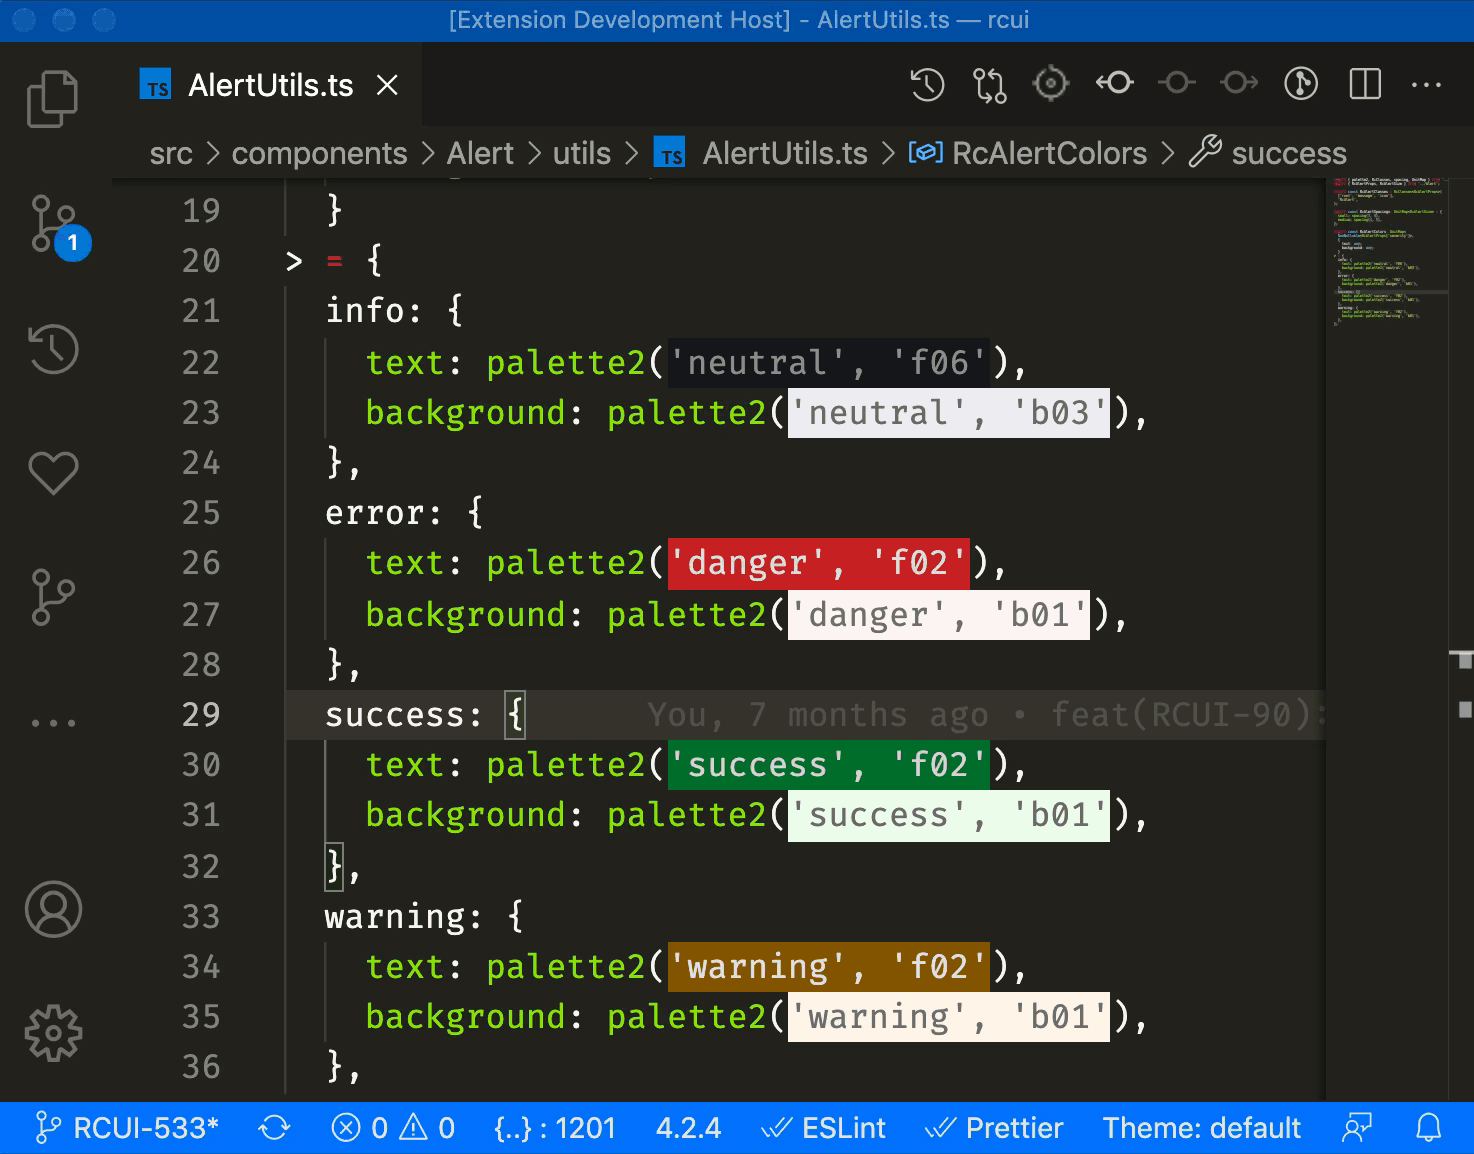 [Extension Development Host] - AlertUtils.ts — rcui
TS AlertUtils.ts ×
src > components > Alert > utils > TS AlertUtils.ts > RcAlertColors > success
1
19 }
20 > = {
21 info: {
22 text: palette2('neutral', 'f06'),
23 background: palette2('neutral', 'b03'),
24 },
25 error: {
26 text: palette2('danger', 'f02'),
27 background: palette2('danger', 'b01'),
28 },
29 success: { You, 7 months ago • feat(RCUI-90):
30 text: palette2('success', 'f02'),
31 background: palette2('success', 'b01'),
32 },
33 warning: {
34 text: palette2('warning', 'f02'),
35 background: palette2('warning', 'b01'),
36 },
RCUI-533* 0 0 {..} : 1201 4.2.4 ESLint Prettier Theme: default